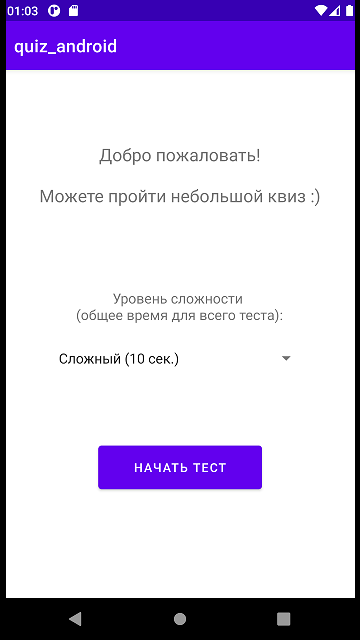 01:03
quiz_android
Добро пожаловать!
Можете пройти небольшой квиз :)
Уровень сложности
(общее время для всего теста):
Сложный (10 сек.)
НАЧАТЬ ТЕСТ